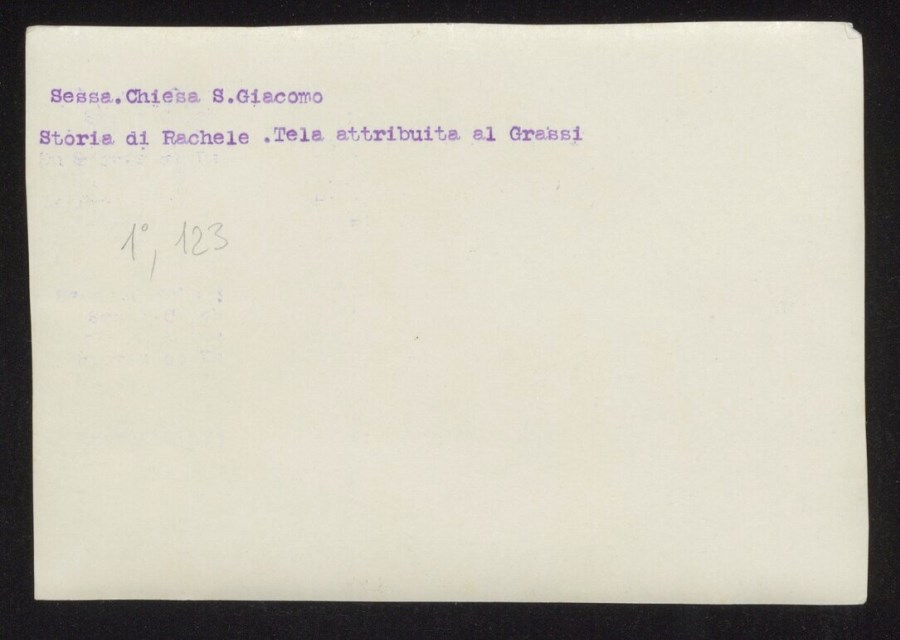 Sessa.Chiesa S.Giacomo
Storia di Rachele .Tela attribuita al Grassi
1°, 123